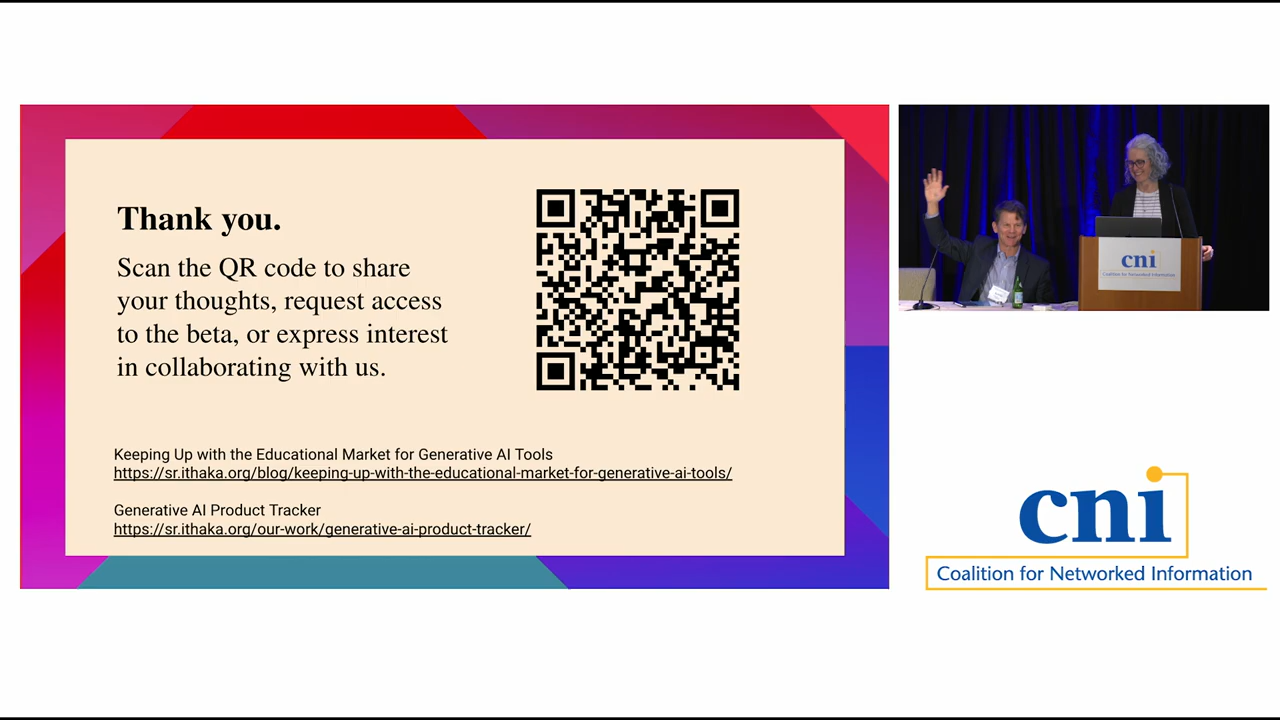 Thank you.
Scan the QR code to share
your thoughts, request access
to the beta, or express interest
in collaborating with us.
Keeping Up with the Educational Market for Generative AI Tools
https://sr.ithaka.org/blog/keeping-up-with-the-educational-market-for-generative-ai-tools/
Generative AI Product Tracker
https://sr.ithaka.org/our-work/generative-ai-product-tracker/
cni
Coalition for Networked Information
cni
Coalition for Networked Information